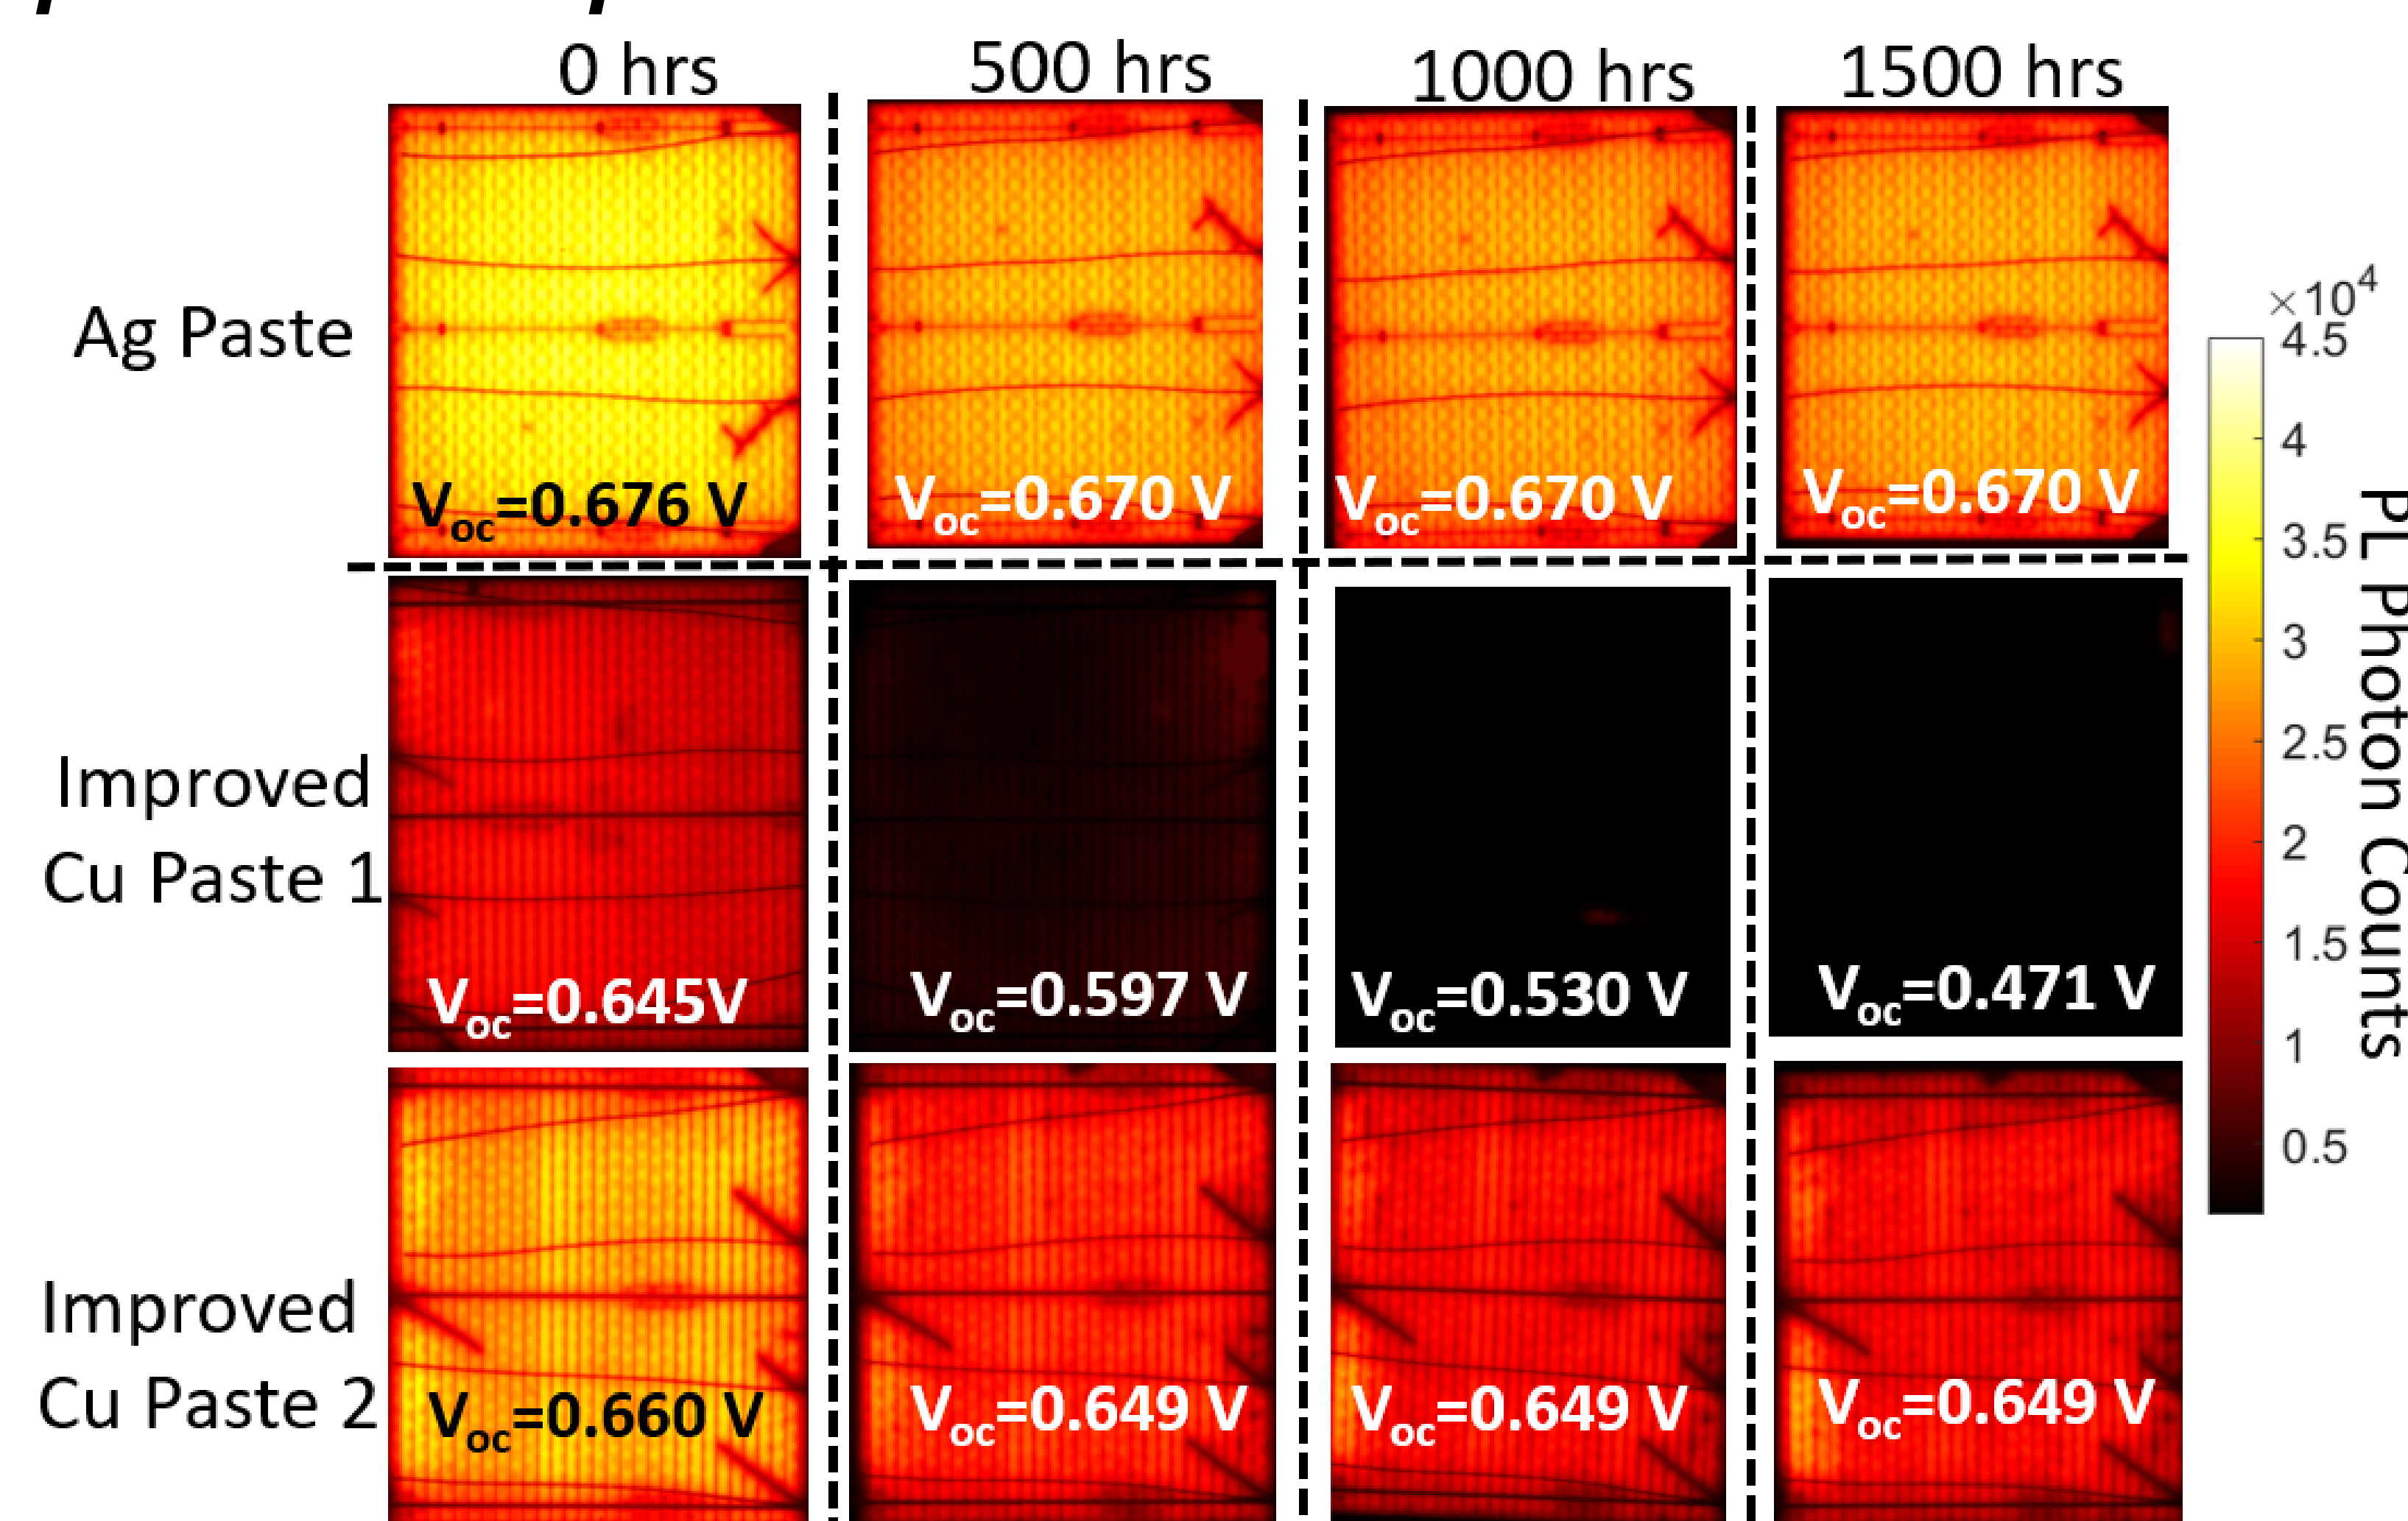 0 hrs
500 hrs
1000 hrs
1500 hrs
Ag Paste
Voc=0.676 V
Voc=0.670 V
Voc=0.670 V
Voc=0.670 V
Improved
Cu Paste 1
Voc=0.645V
Voc=0.597 V
Voc=0.530 V
Voc=0.471 V
Improved
Cu Paste 2
Voc=0.660 V
Voc=0.649 V
Voc=0.649 V
Voc=0.649 V
×10⁴
4.5
4
3.5
3
2.5
2
1.5
1
0.5
PL Photon Counts